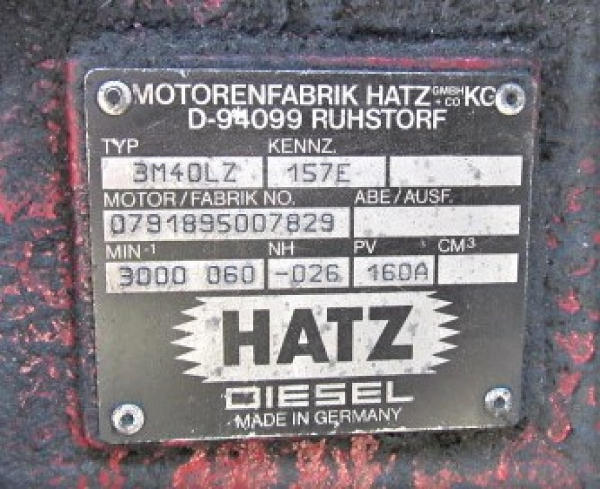 MOTORENFABRIK HATZ GMBH + CO KG
D-94099 RUHSTORF
TYP KENNZ.
3M40LZ 157E
MOTOR/FABRIK NO. ABE/AUSF.
0791895007829
MIN-1 NH PV CM3
3000 060 -026 160A
HATZ
DIESEL
MADE IN GERMANY